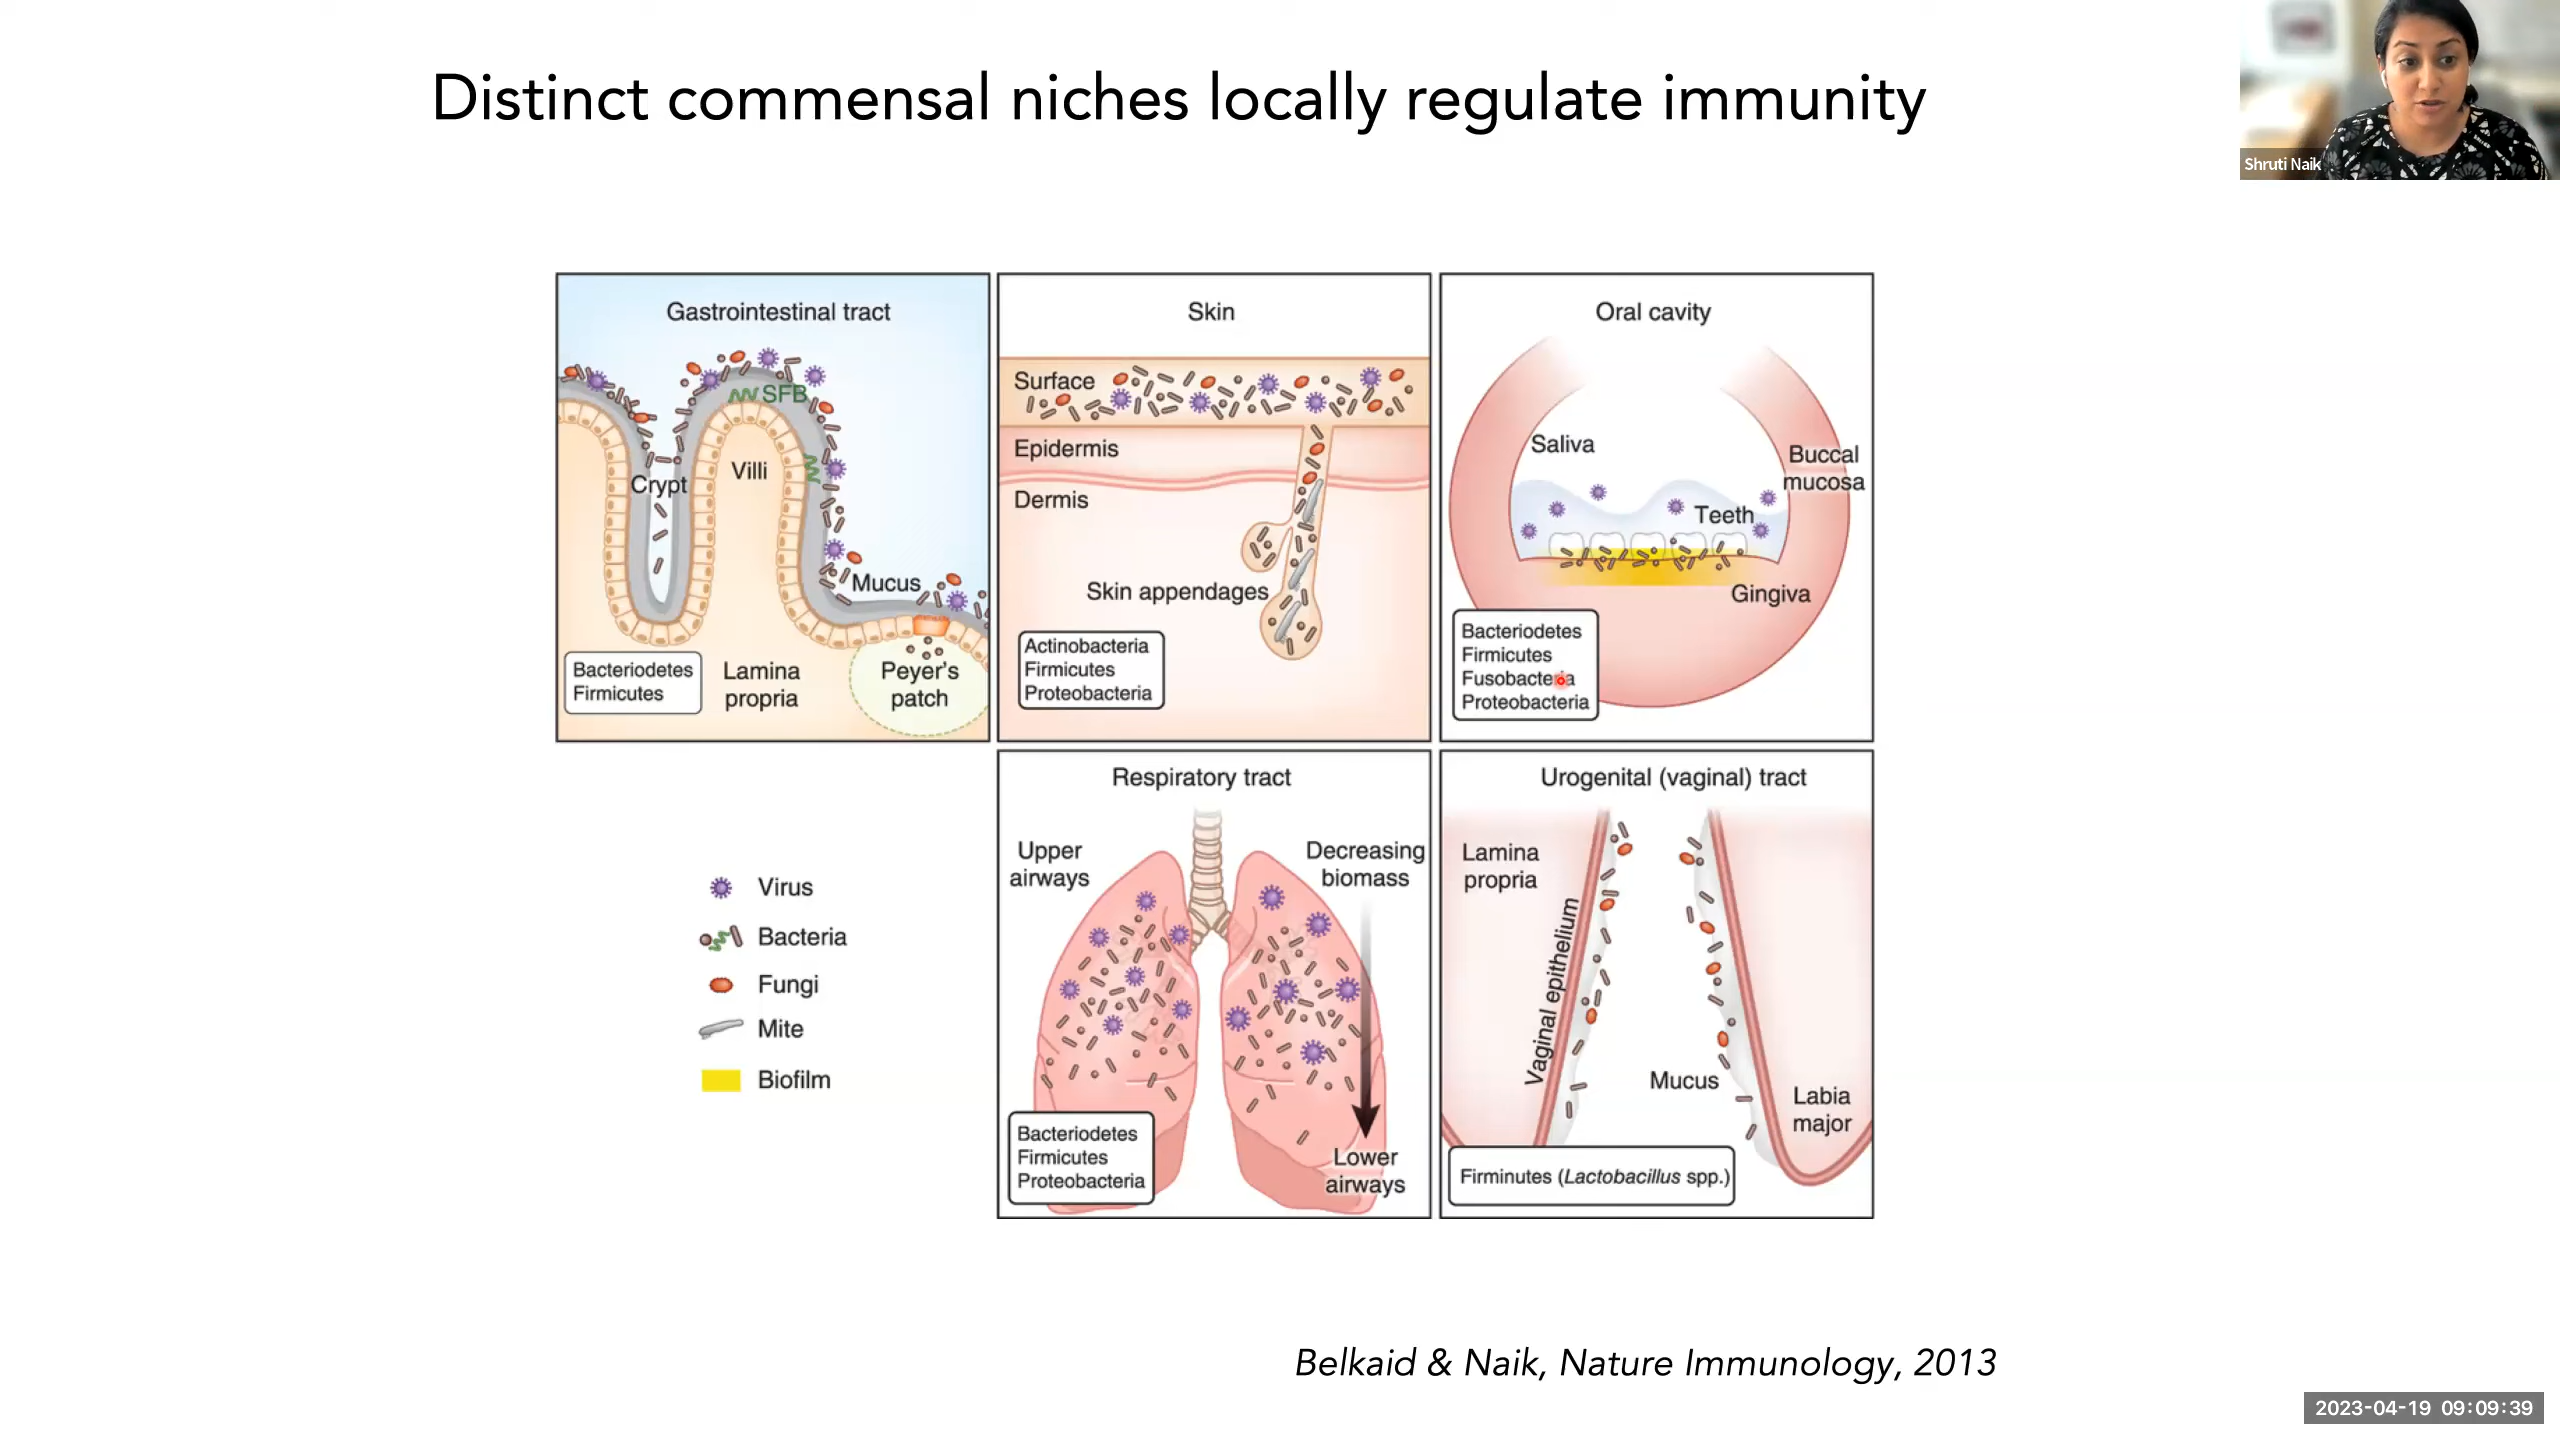 Distinct commensal niches locally regulate immunity
Shruti Naik
Gastrointestinal tract
SFB
Villi
Crypt
Mucus
Bacteriodetes
Firmicutes
Lamina
propria
Peyer's
patch
Skin
Surface
Epidermis
Dermis
Skin appendages
Actinobacteria
Firmicutes
Proteobacteria
Oral cavity
Saliva
Buccal
mucosa
Teeth
Gingiva
Bacteriodetes
Firmicutes
Fusobacteria
Proteobacteria
Virus
Bacteria
Fungi
Mite
Biofilm
Respiratory tract
Upper
airways
Decreasing
biomass
Bacteriodetes
Firmicutes
Proteobacteria
Lower
airways
Urogenital (vaginal) tract
Lamina
propria
Vaginal epithelium
Mucus
Labia
major
Firminutes (Lactobacillus spp.)
Belkaid & Naik, Nature Immunology, 2013
2023-04-19 09:09:39